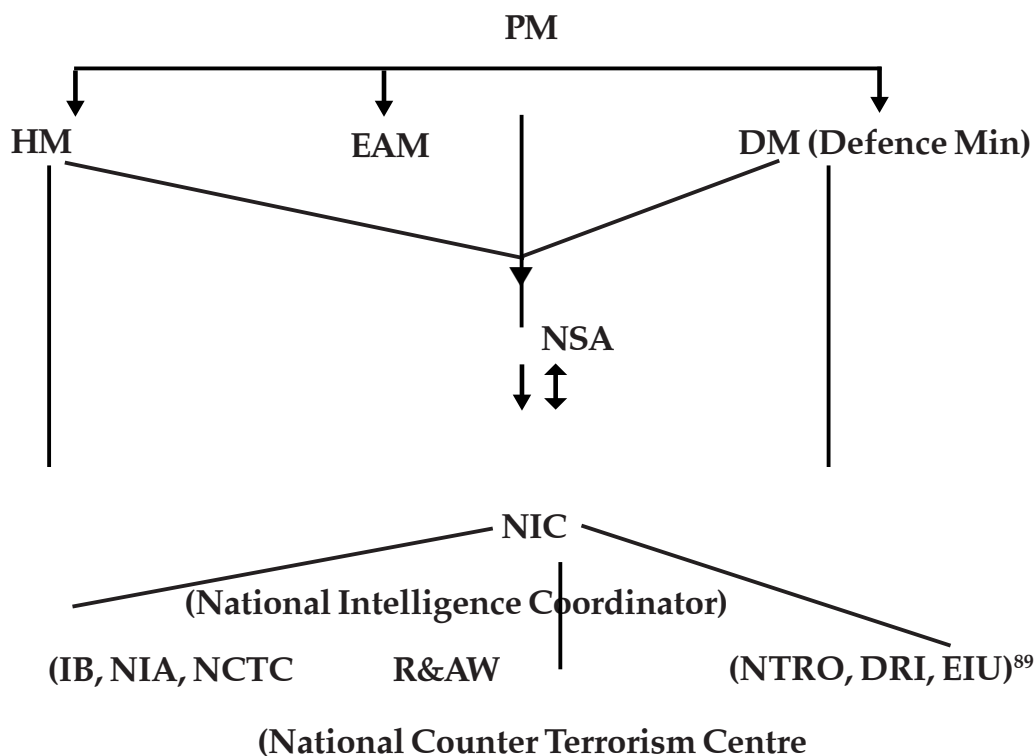 PM
HM EAM DM (Defence Min)
NSA
NIC
(National Intelligence Coordinator)
(IB, NIA, NCTC R&AW (NTRO, DRI, EIU)⁸⁹
(National Counter Terrorism Centre